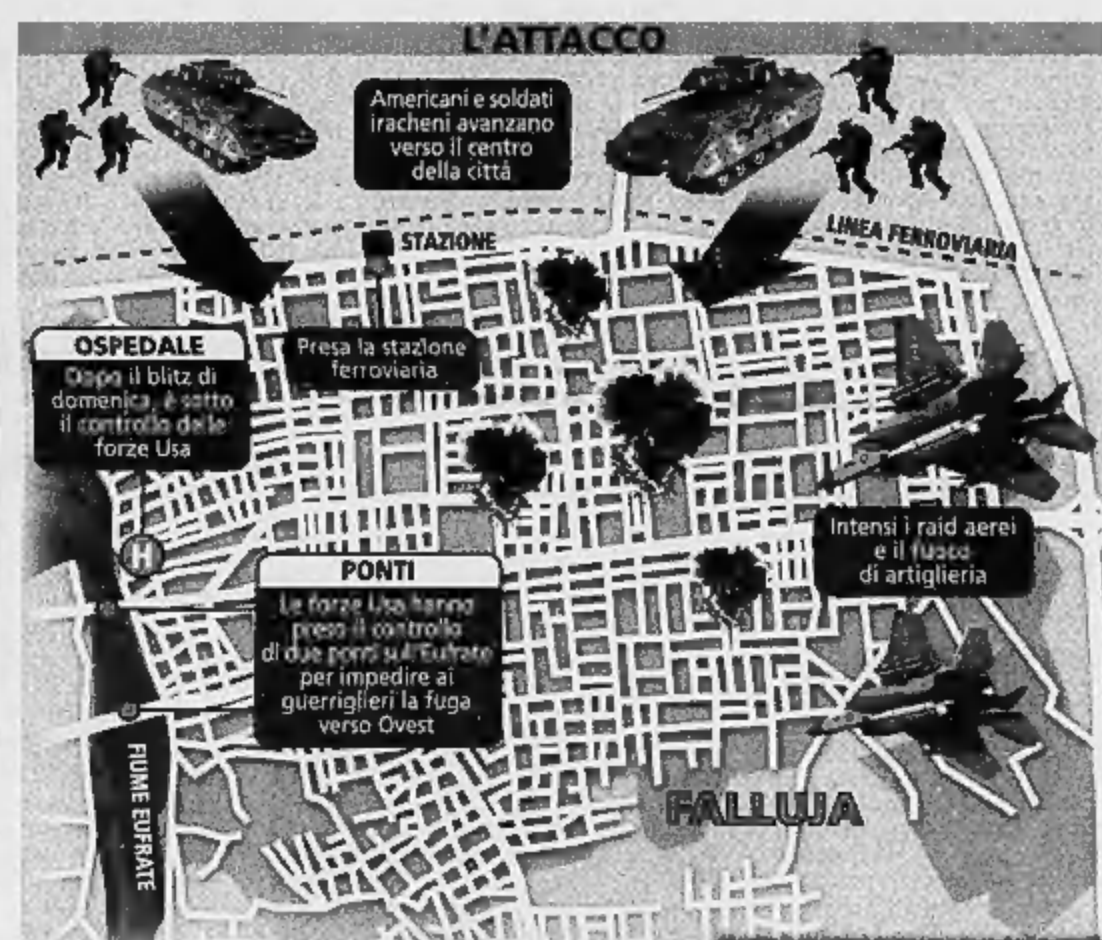 L'ATTACCO
Americani e soldati
iracheni avanzano
verso il centro
della città
STAZIONE
LINEA FERROVIARIA
OSPEDALE
Dopo il blitz di
domenica, è sotto
il controllo delle
forze Usa
Presa la stazione
ferroviaria
H
Intensi i raid aerei
e il fuoco
di artiglieria
PONTI
Le forze Usa hanno
preso il controllo
di due ponti sull'Eufrate
per impedire ai
guerriglieri la fuga
verso Ovest
FIUME EUFRATE
FALLUJA